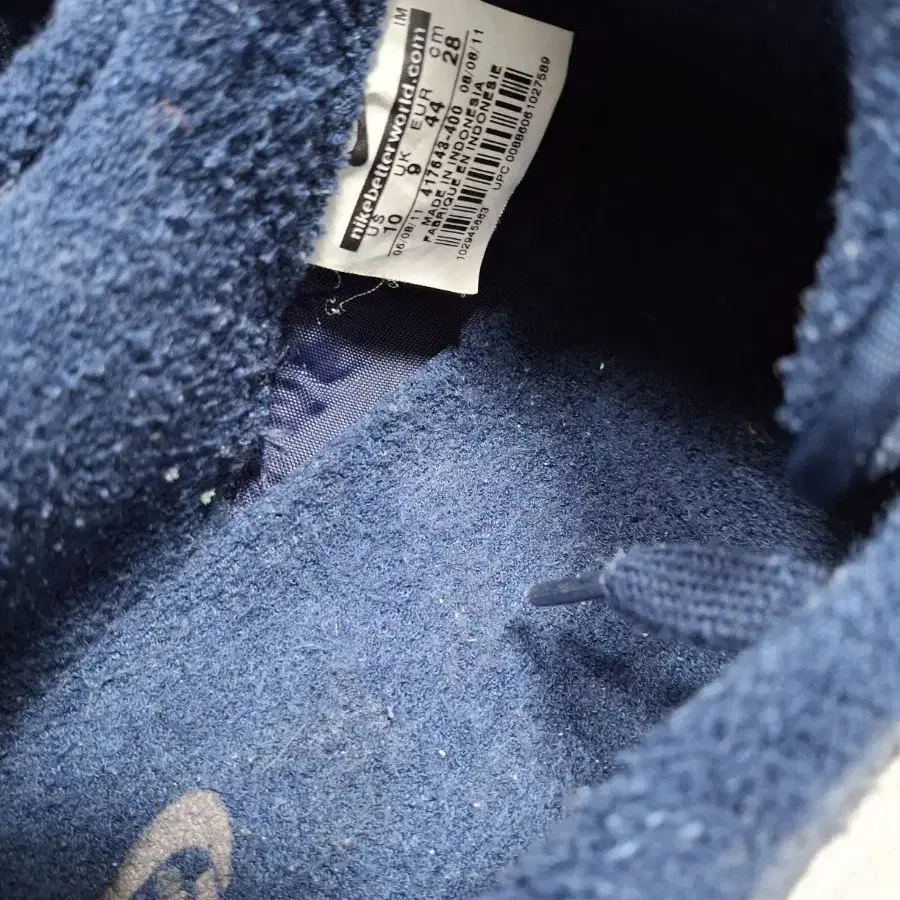 IM
nikebetterworld.com
US UK EUR cm
10 9 44 28
06/08/11 417643-400 08/08/11
MADE IN INDONESIA
FABRIQUE EN INDONESIE
102945883 UPC 00886061027589